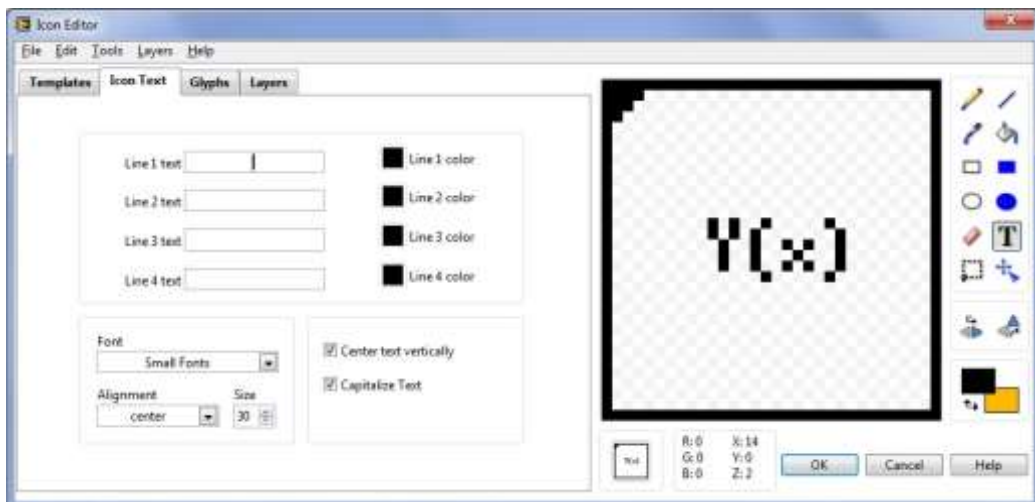 Icon Editor
File Edit Tools Layers Help
Templates Icon Text Glyphs Layers
Line 1 text Line 1 color
Line 2 text Line 2 color
Line 3 text Line 3 color
Line 4 text Line 4 color
Font
Small Fonts
Alignment Size
center 30
Center text vertically
Capitalize Text
Y(x)
T
R: 0 X: 14
G: 0 Y: 0
B: 0 Z: 2
OK Cancel Help